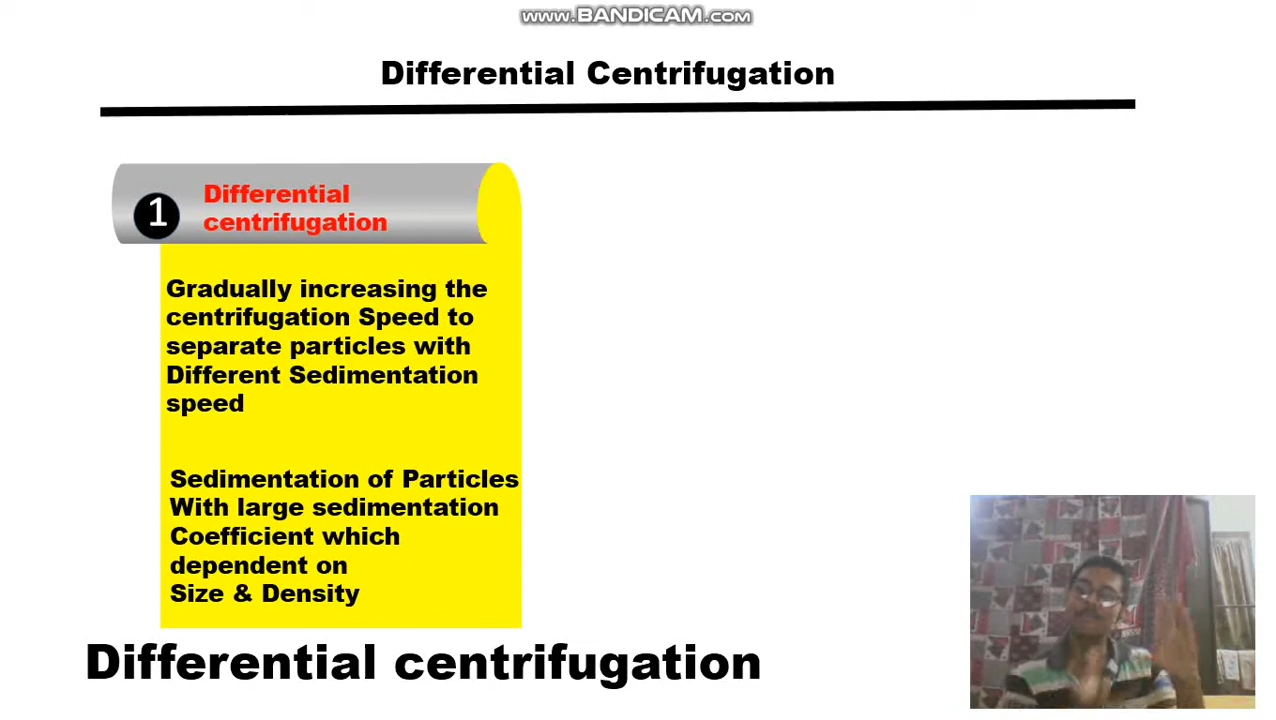 www.BANDICAM.com
Differential Centrifugation
1
Differential
centrifugation
Gradually increasing the
centrifugation Speed to
separate particles with
Different Sedimentation
speed
Sedimentation of Particles
With large sedimentation
Coefficient which
dependent on
Size & Density
Differential centrifugation